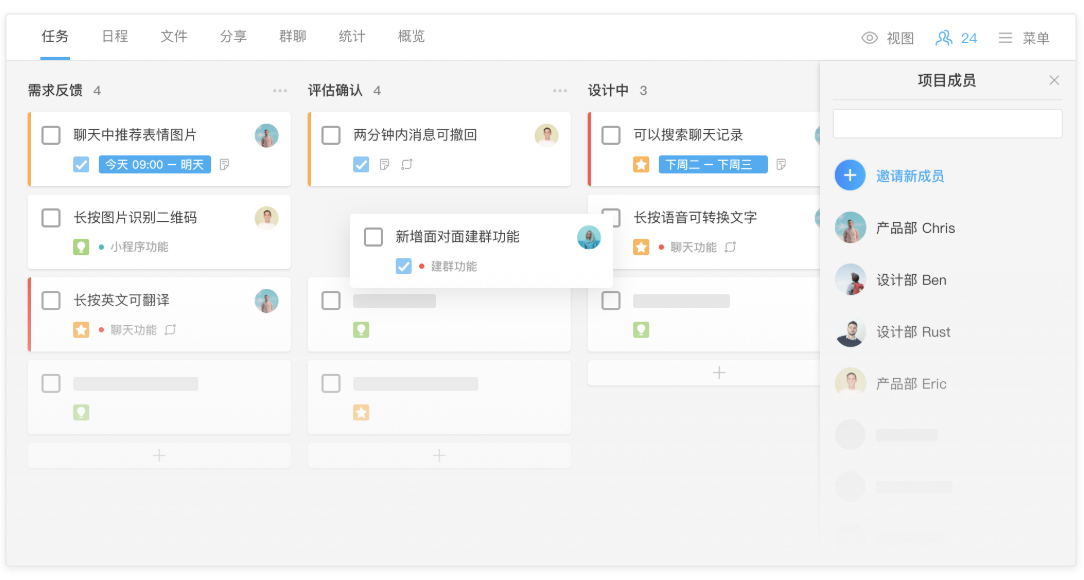 任务 日程 文件 分享 群聊 统计 概览 视图 24 菜单
需求反馈 4
聊天中推荐表情图片
今天 09:00 — 明天
长按图片识别二维码
小程序功能
长按英文可翻译
聊天功能
评估确认 4
两分钟内消息可撤回
新增面对面建群功能
建群功能
设计中 3
可以搜索聊天记录
下周二 — 下周三
长按语音可转换文字
聊天功能
项目成员
邀请新成员
产品部 Chris
设计部 Ben
设计部 Rust
产品部 Eric